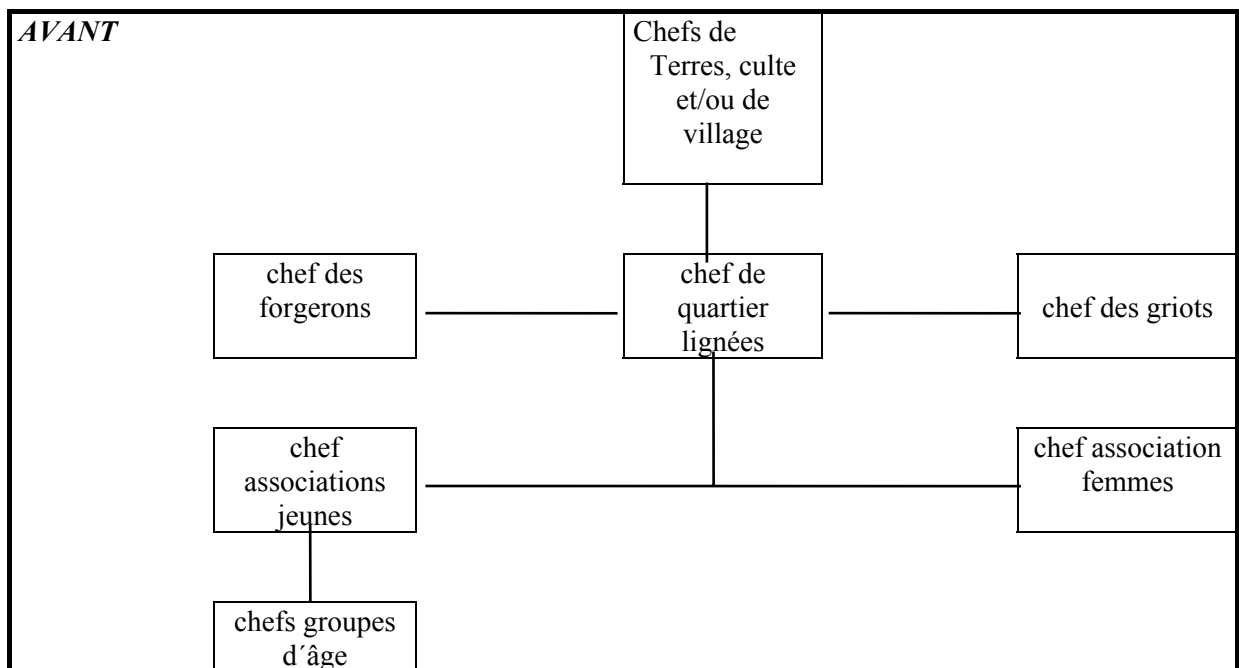 AVANT
Chefs de
Terres, culte
et/ou de
village
chef des
forgerons
chef de
quartier
lignées
chef des griots
chef
associations
jeunes
chef association
femmes
chefs groupes
d´âge